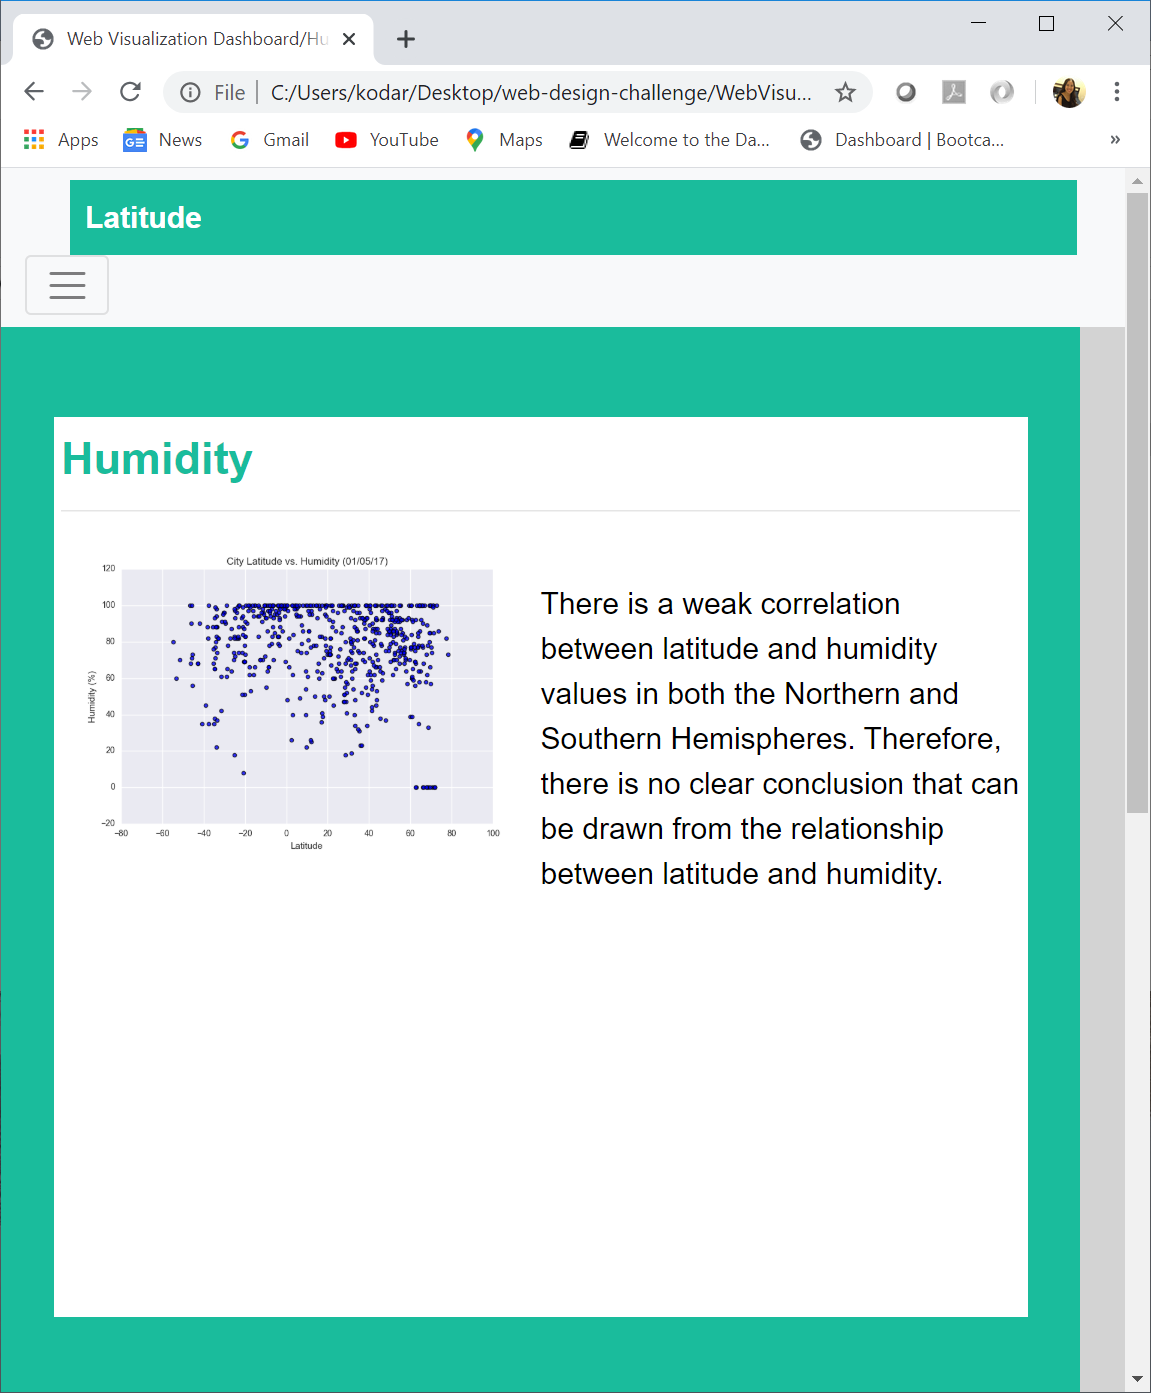 Web Visualization Dashboard/Hu
File C:/Users/kodar/Desktop/web-design-challenge/WebVisu...
Apps News Gmail YouTube Maps Welcome to the Da... Dashboard | Bootca... »
Latitude
Humidity
City Latitude vs. Humidity (01/05/17)
120
100
80
60
40
20
0
−20
Humidity (%)
−80 −60 −40 −20 0 20 40 60 80 100
Latitude
There is a weak correlation
between latitude and humidity
values in both the Northern and
Southern Hemispheres. Therefore,
there is no clear conclusion that can
be drawn from the relationship
between latitude and humidity.